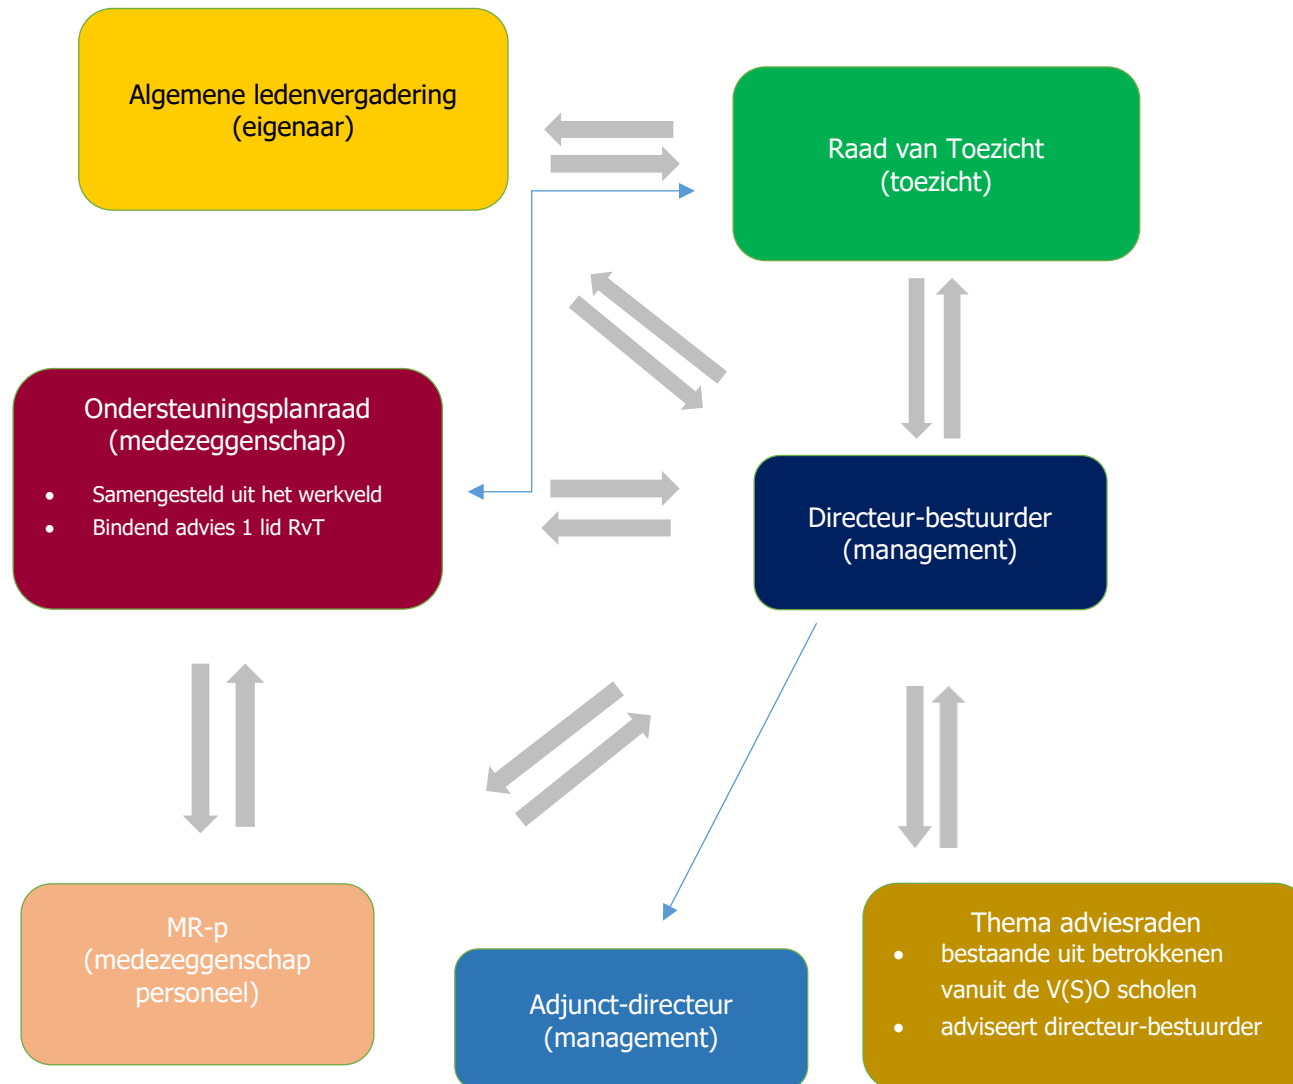 Algemene ledenvergadering
(eigenaar)
Raad van Toezicht
(toezicht)
Ondersteuningsplanraad
(medezeggenschap)
• Samengesteld uit het werkveld
• Bindend advies 1 lid RvT
Directeur-bestuurder
(management)
MR-p
(medezeggenschap
personeel)
Adjunct-directeur
(management)
Thema adviesraden
• bestaande uit betrokkenen
vanuit de V(S)O scholen
• adviseert directeur-bestuurder